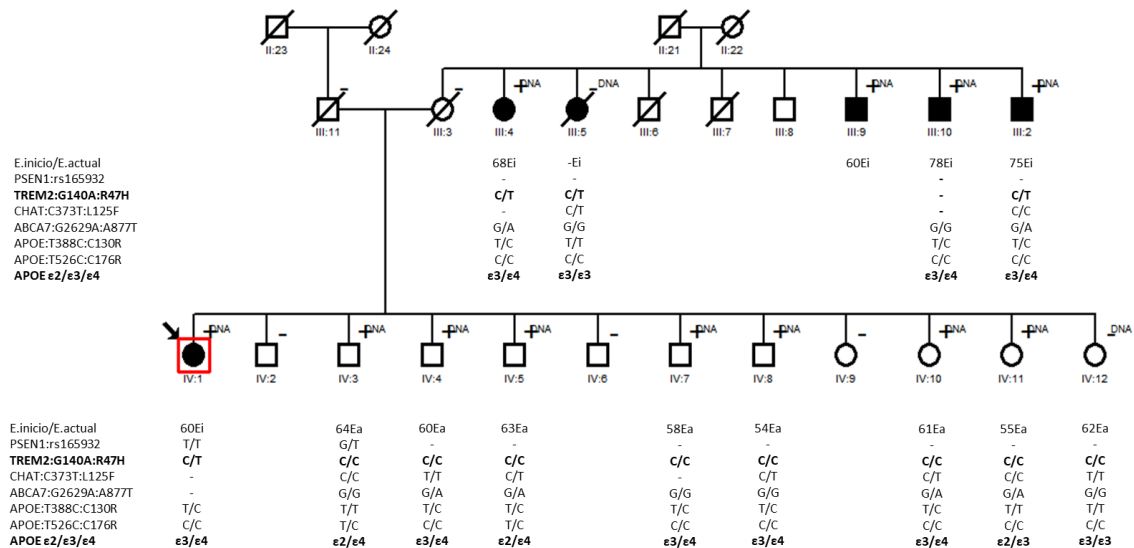 II:23 II:24 II:21 II:22
- - +DNA -DNA +DNA +DNA +DNA
III:11 III:3 III:4 III:5 III:6 III:7 III:8 III:9 III:10 III:2
E.inicio/E.actual 68Ei -Ei 60Ei 78Ei 75Ei
PSEN1:rs165932 - - - -
TREM2:G140A:R47H C/T C/T - C/T
CHAT:C373T:L125F - C/T - C/C
ABCA7:G2629A:A877T G/A G/G G/G G/A
APOE:T388C:C130R T/C T/T T/C T/C
APOE:T526C:C176R C/C C/C C/C C/C
APOE ε2/ε3/ε4 ε3/ε4 ε3/ε3 ε3/ε4 ε3/ε4
+DNA - +DNA +DNA +DNA - +DNA +DNA - +DNA +DNA -DNA
IV:1 IV:2 IV:3 IV:4 IV:5 IV:6 IV:7 IV:8 IV:9 IV:10 IV:11 IV:12
E.inicio/E.actual 60Ei 64Ea 60Ea 63Ea 58Ea 54Ea 61Ea 55Ea 62Ea
PSEN1:rs165932 T/T G/T - - - - - - -
TREM2:G140A:R47H C/T C/C C/C C/C C/C C/C C/C C/C C/C
CHAT:C373T:L125F - C/C T/T C/T - C/T C/T C/C T/T
ABCA7:G2629A:A877T - G/G G/A G/A G/G G/G G/A G/A G/G
APOE:T388C:C130R T/C T/T T/C T/C T/C T/C T/C T/T T/T
APOE:T526C:C176R C/C T/C C/C T/C C/C C/C C/C C/C C/C
APOE ε2/ε3/ε4 ε3/ε4 ε2/ε4 ε3/ε4 ε2/ε4 ε3/ε4 ε3/ε4 ε3/ε4 ε2/ε3 ε3/ε3